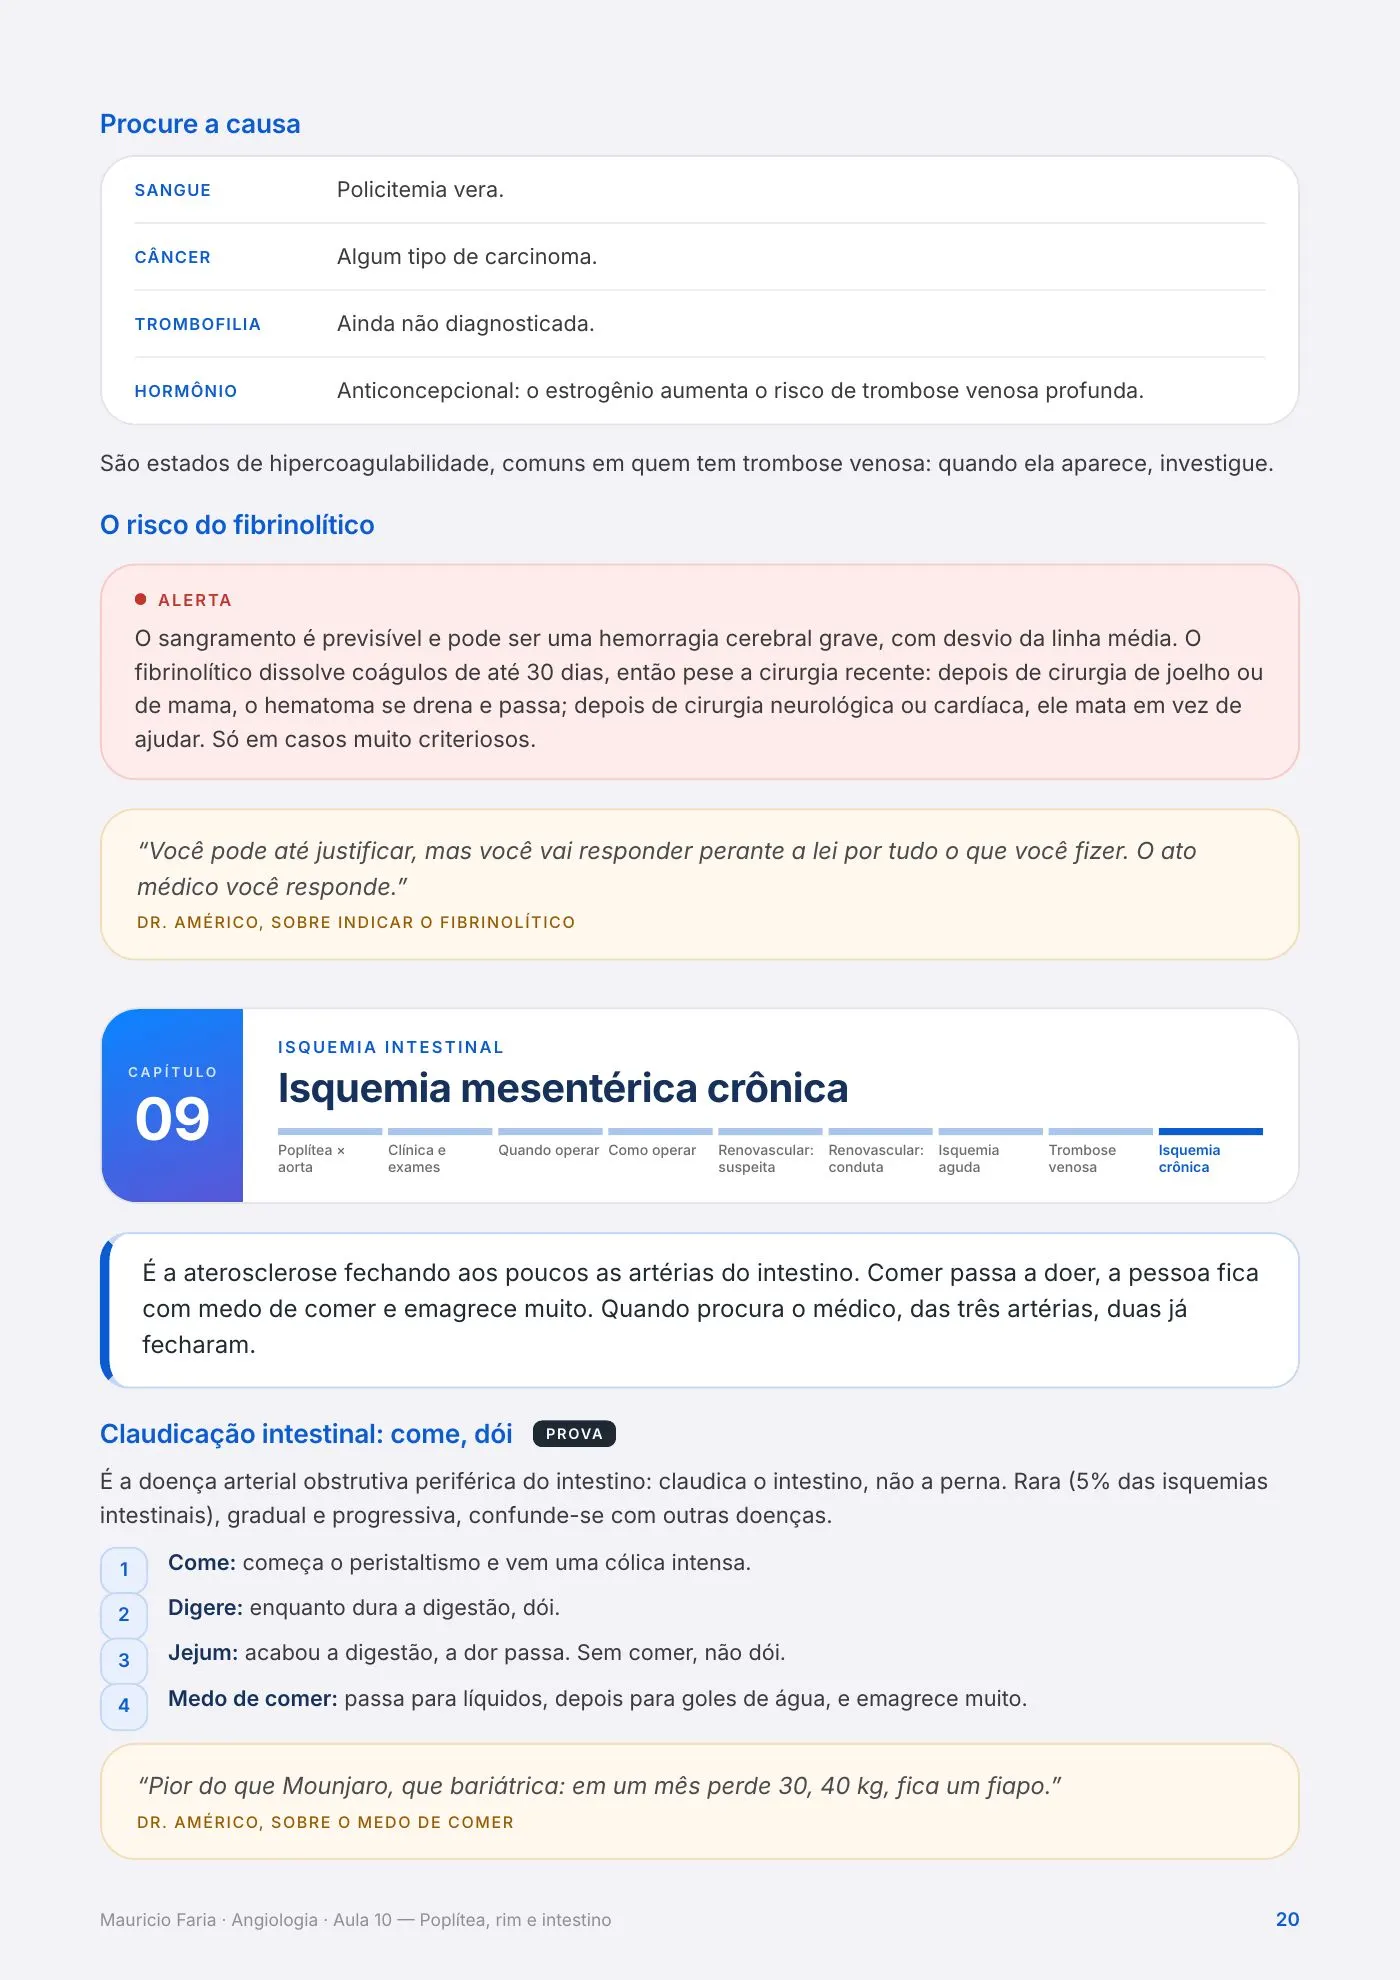 Procure a causa
SANGUE Policitemia vera.
CÂNCER Algum tipo de carcinoma.
TROMBOFILIA Ainda não diagnosticada.
HORMÔNIO Anticoncepcional: o estrogênio aumenta o risco de trombose venosa profunda.
São estados de hipercoagulabilidade, comuns em quem tem trombose venosa: quando ela aparece, investigue.
O risco do fibrinolítico
ALERTA
O sangramento é previsível e pode ser uma hemorragia cerebral grave, com desvio da linha média. O
fibrinolítico dissolve coágulos de até 30 dias, então pese a cirurgia recente: depois de cirurgia de joelho ou
de mama, o hematoma se drena e passa; depois de cirurgia neurológica ou cardíaca, ele mata em vez de
ajudar. Só em casos muito criteriosos.
“Você pode até justificar, mas você vai responder perante a lei por tudo o que você fizer. O ato
médico você responde.”
DR. AMÉRICO, SOBRE INDICAR O FIBRINOLÍTICO
CAPÍTULO
09
ISQUEMIA INTESTINAL
Isquemia mesentérica crônica
Poplítea × aorta
Clínica e exames
Quando operar
Como operar
Renovascular: suspeita
Renovascular: conduta
Isquemia aguda
Trombose venosa
Isquemia crônica
É a aterosclerose fechando aos poucos as artérias do intestino. Comer passa a doer, a pessoa fica
com medo de comer e emagrece muito. Quando procura o médico, das três artérias, duas já
fecharam.
Claudicação intestinal: come, dói PROVA
É a doença arterial obstrutiva periférica do intestino: claudica o intestino, não a perna. Rara (5% das isquemias
intestinais), gradual e progressiva, confunde-se com outras doenças.
1 Come: começa o peristaltismo e vem uma cólica intensa.
2 Digere: enquanto dura a digestão, dói.
3 Jejum: acabou a digestão, a dor passa. Sem comer, não dói.
4 Medo de comer: passa para líquidos, depois para goles de água, e emagrece muito.
“Pior do que Mounjaro, que bariátrica: em um mês perde 30, 40 kg, fica um fiapo.”
DR. AMÉRICO, SOBRE O MEDO DE COMER
Mauricio Faria · Angiologia · Aula 10 — Poplítea, rim e intestino 20